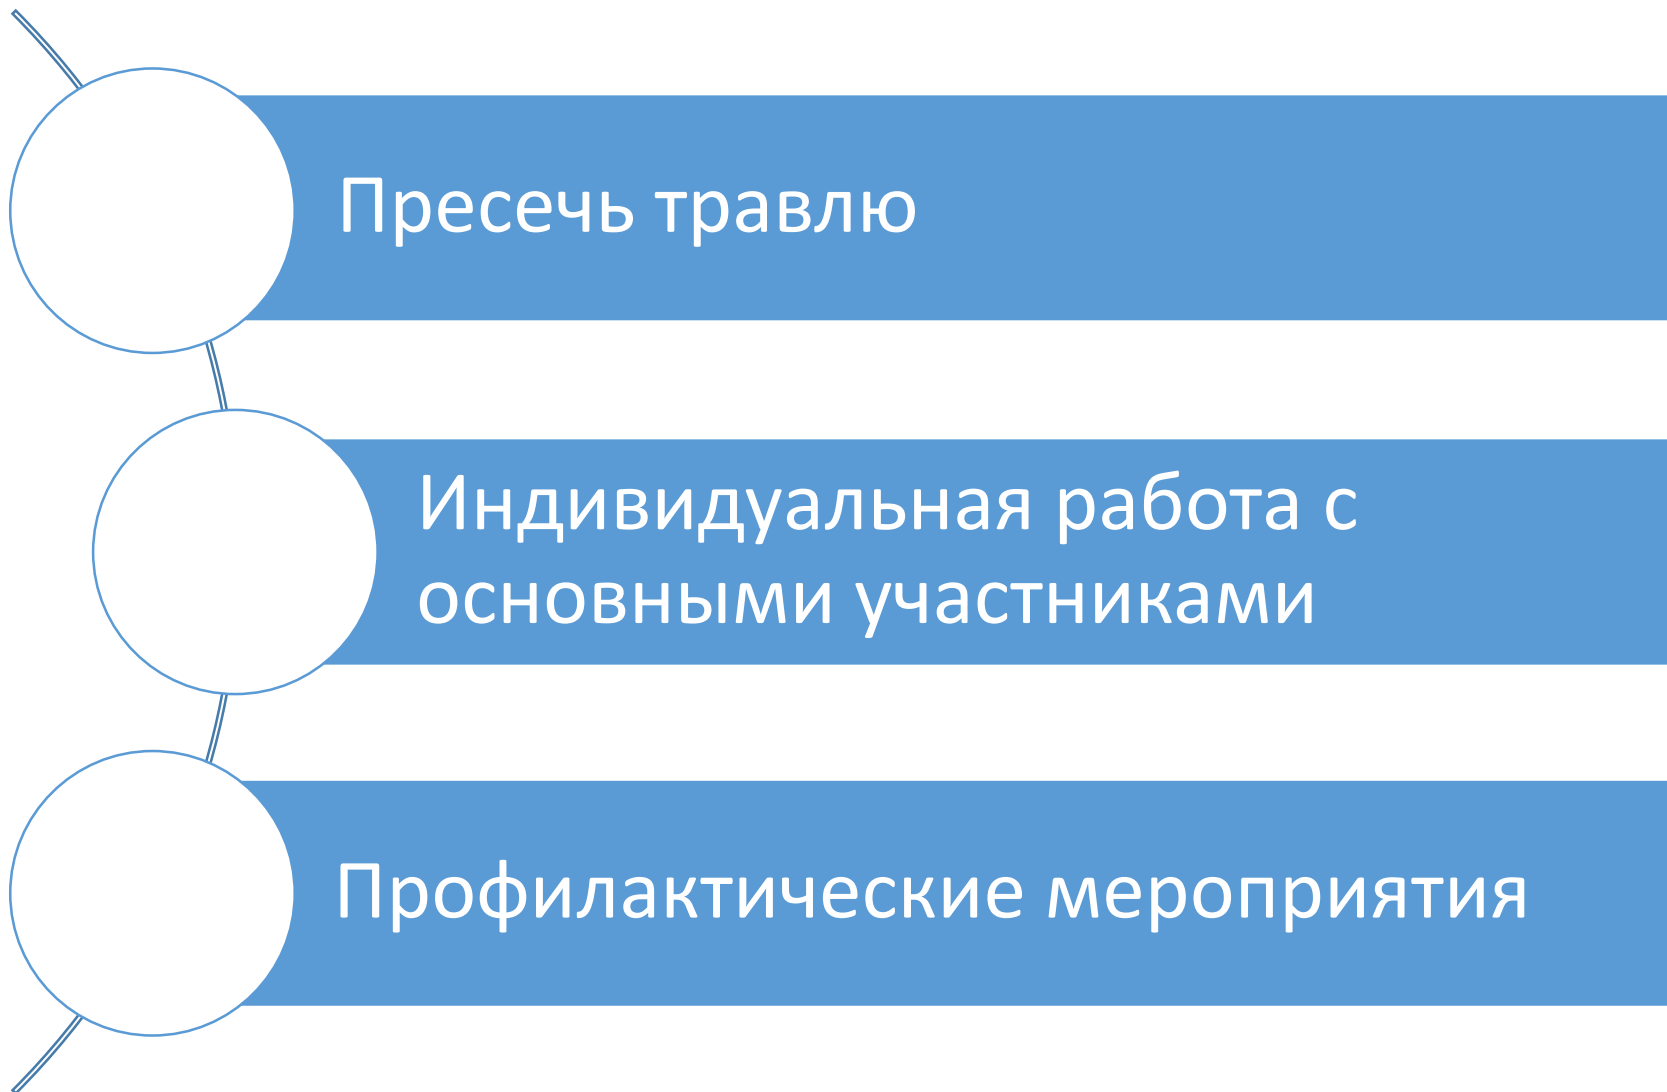 Пресечь травлю
Индивидуальная работа с
основными участниками
Профилактические мероприятия